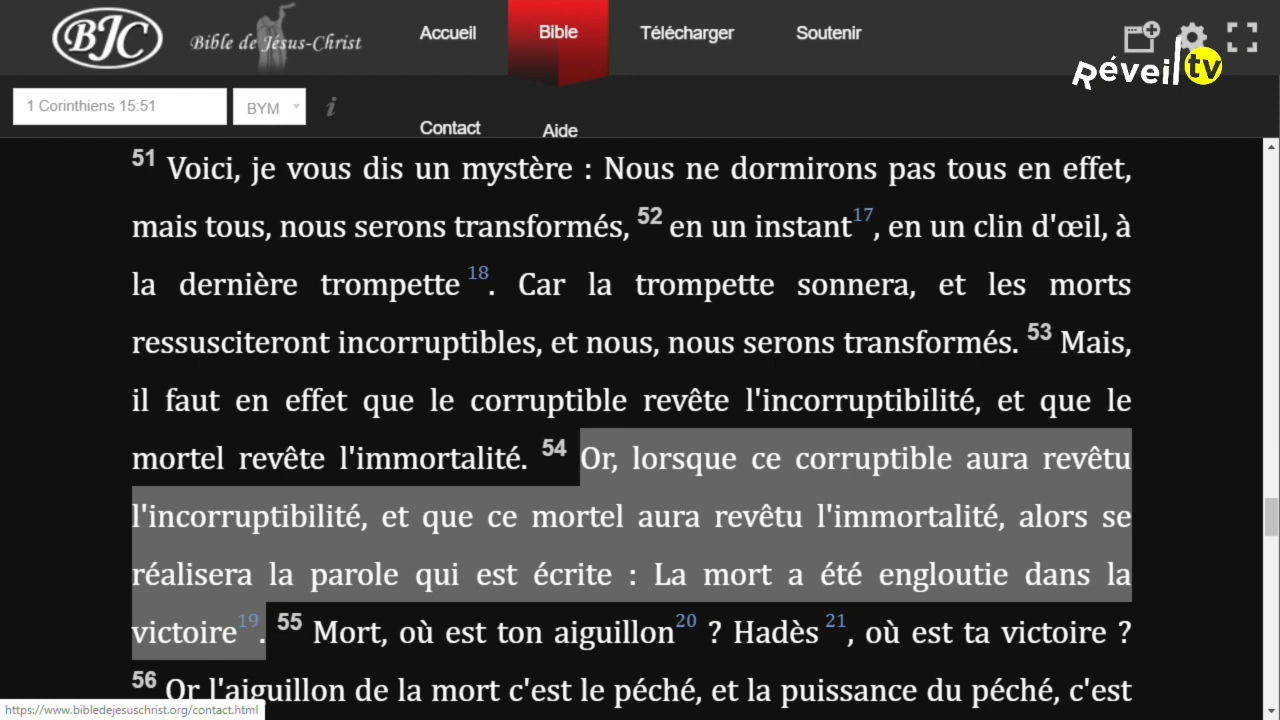 BJC Bible de Jésus-Christ Accueil Bible Télécharger Soutenir
Réveil tv
1 Corinthiens 15:51 BYM i
Contact Aide
51 Voici, je vous dis un mystère : Nous ne dormirons pas tous en effet,
mais tous, nous serons transformés, 52 en un instant17, en un clin d'œil, à
la dernière trompette 18. Car la trompette sonnera, et les morts
ressusciteront incorruptibles, et nous, nous serons transformés. 53 Mais,
il faut en effet que le corruptible revête l'incorruptibilité, et que le
mortel revête l'immortalité. 54 Or, lorsque ce corruptible aura revêtu
l'incorruptibilité, et que ce mortel aura revêtu l'immortalité, alors se
réalisera la parole qui est écrite : La mort a été engloutie dans la
victoire19. 55 Mort, où est ton aiguillon20 ? Hadès 21, où est ta victoire ?
56 Or l'aiguillon de la mort c'est le péché, et la puissance du péché, c'est
https://www.bibledejesuschrist.org/contact.html